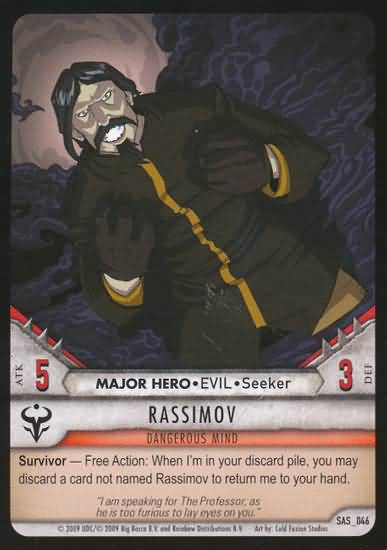 ATK 5
MAJOR HERO•EVIL•Seeker
3 DEF
RASSIMOV
DANGEROUS MIND
Survivor — Free Action: When I'm in your discard pile, you may
discard a card not named Rassimov to return me to your hand.
"I am speaking for The Professor, as
he is too furious to lay eyes on you."
SAS_046
© 2009 UDC/© 2009 Big Bocca B.V. and Rainbow Distributions N.V. Art by: Cold Fusion Studios